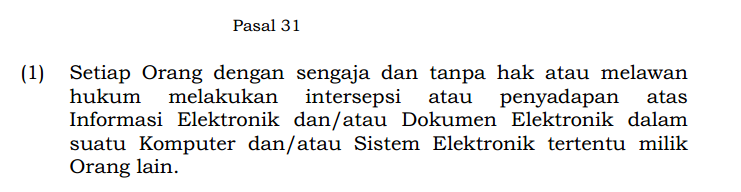 Pasal 31
(1) Setiap Orang dengan sengaja dan tanpa hak atau melawan
hukum melakukan intersepsi atau penyadapan atas
Informasi Elektronik dan/atau Dokumen Elektronik dalam
suatu Komputer dan/atau Sistem Elektronik tertentu milik
Orang lain.